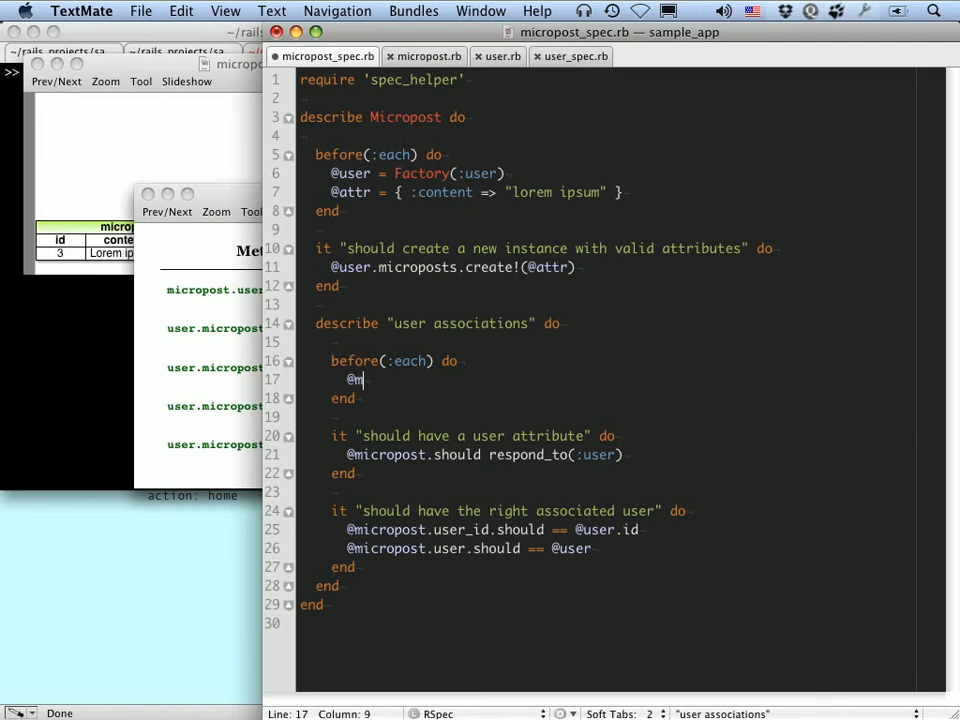 TextMate File Edit View Text Navigation Bundles Window Help
~/rails
~/rails_projects/sa ~/rails_projects/sa
micropost_spec.rb — sample_app
micropost_spec.rb micropost.rb user.rb user_spec.rb
>>
Prev/Next Zoom Tool Slideshow
id conte
3 Lorem ip
Prev/Next Zoom Tool
micropost.user
user.micropost
user.micropost
user.micropost
user.micropost
action: home
Done
1 require 'spec_helper'
2
3 describe Micropost do
4
5 before(:each) do
6 @user = Factory(:user)
7 @attr = { :content => "lorem ipsum" }
8 end
9
10 it "should create a new instance with valid attributes" do
11 @user.microposts.create!(@attr)
12 end
13
14 describe "user associations" do
15
16 before(:each) do
17 @m
18 end
19
20 it "should have a user attribute" do
21 @micropost.should respond_to(:user)
22 end
23
24 it "should have the right associated user" do
25 @micropost.user_id.should == @user.id
26 @micropost.user.should == @user
27 end
28 end
29 end
30
Line: 17 Column: 9 RSpec Soft Tabs: 2 "user associations"